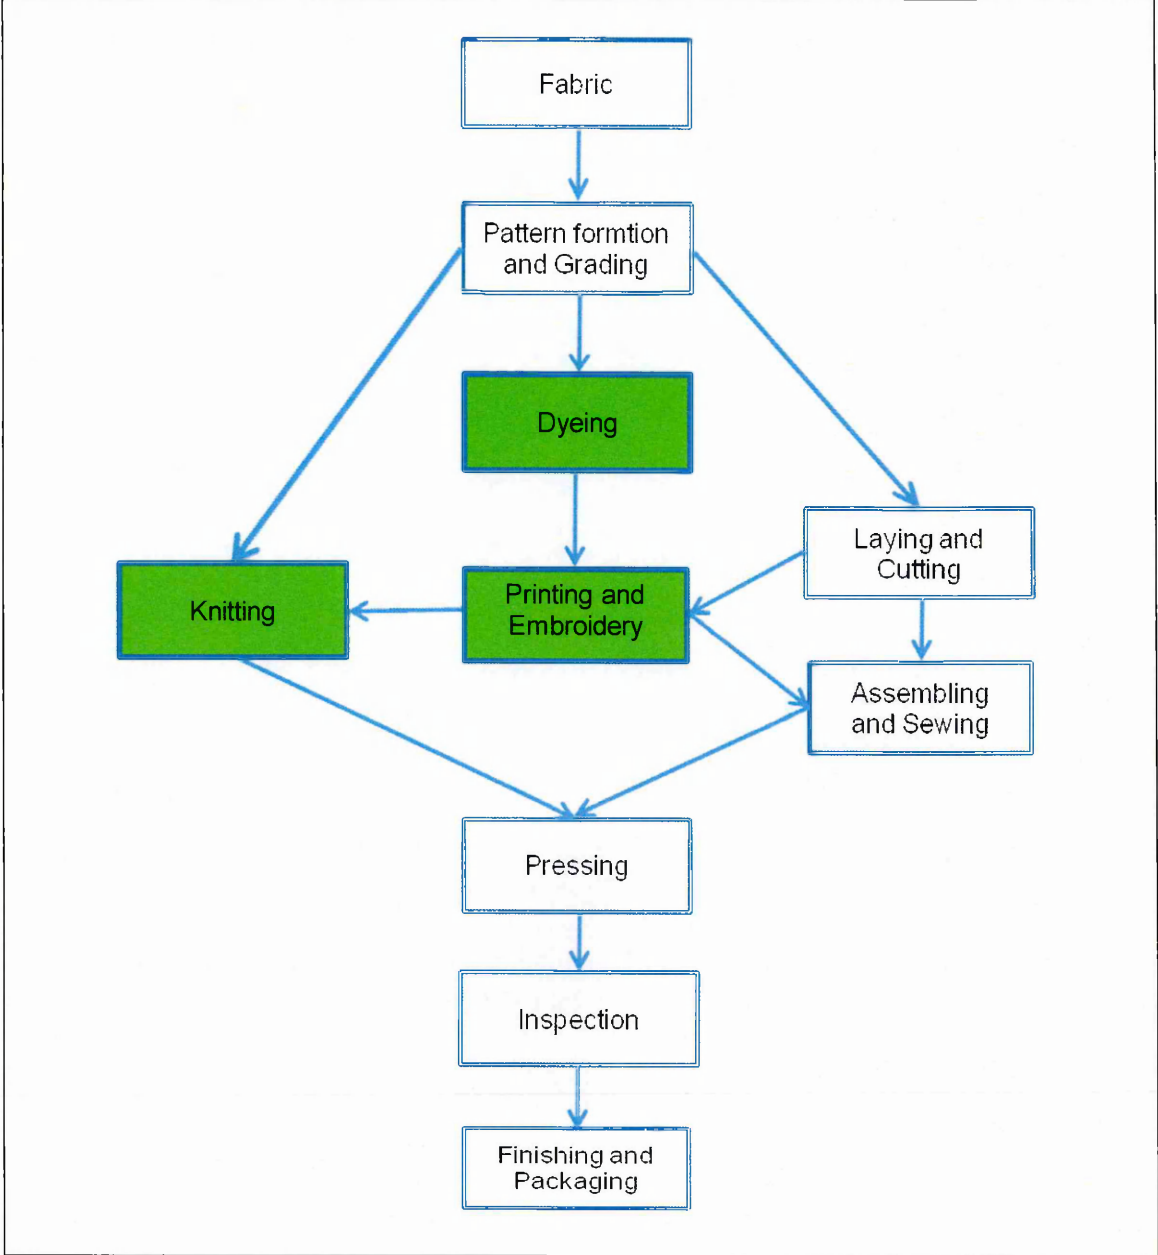 Fabric
Pattern formtion
and Grading
Dyeing
Laying and
Cutting
Knitting
Printing and
Embroidery
Assembling
and Sewing
Pressing
Inspection
Finishing and
Packaging